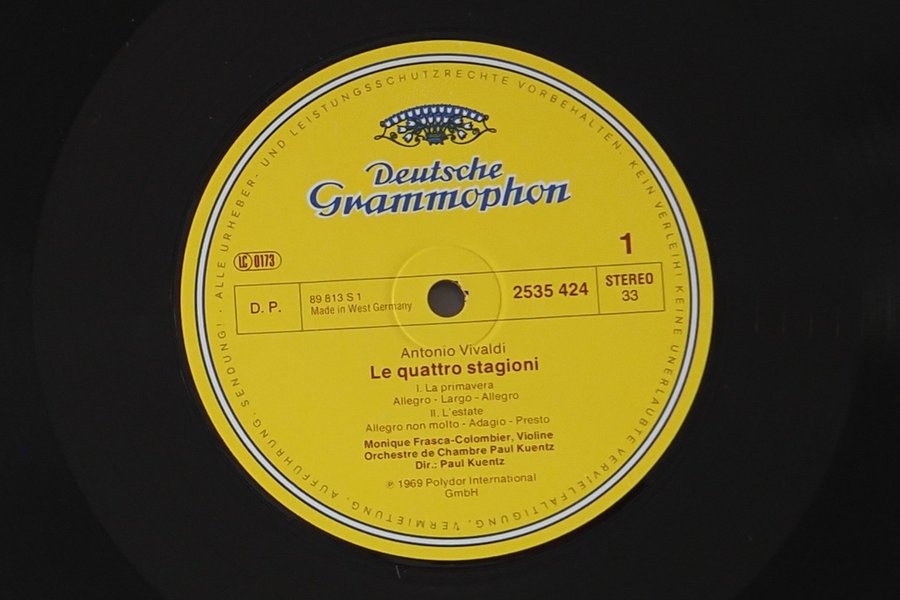 ALLE URHEBER- UND LEISTUNGSSCHUTZRECHTE VORBEHALTEN · KEIN VERLEIH! KEINE UNERLAUBTE VERVIELFÄLTIGUNG, VERMIETUNG, AUFFÜHRUNG, SENDUNG! ·
Deutsche
Grammophon
LC 0173
1
D. P.
89 813 S 1
Made in West Germany
2535 424
STEREO
33
Antonio Vivaldi
Le quattro stagioni
I. La primavera
Allegro - Largo - Allegro
II. L'estate
Allegro non molto - Adagio - Presto
Monique Frasca-Colombier, Violine
Orchestre de Chambre Paul Kuentz
Dir.: Paul Kuentz
℗ 1969 Polydor International
GmbH